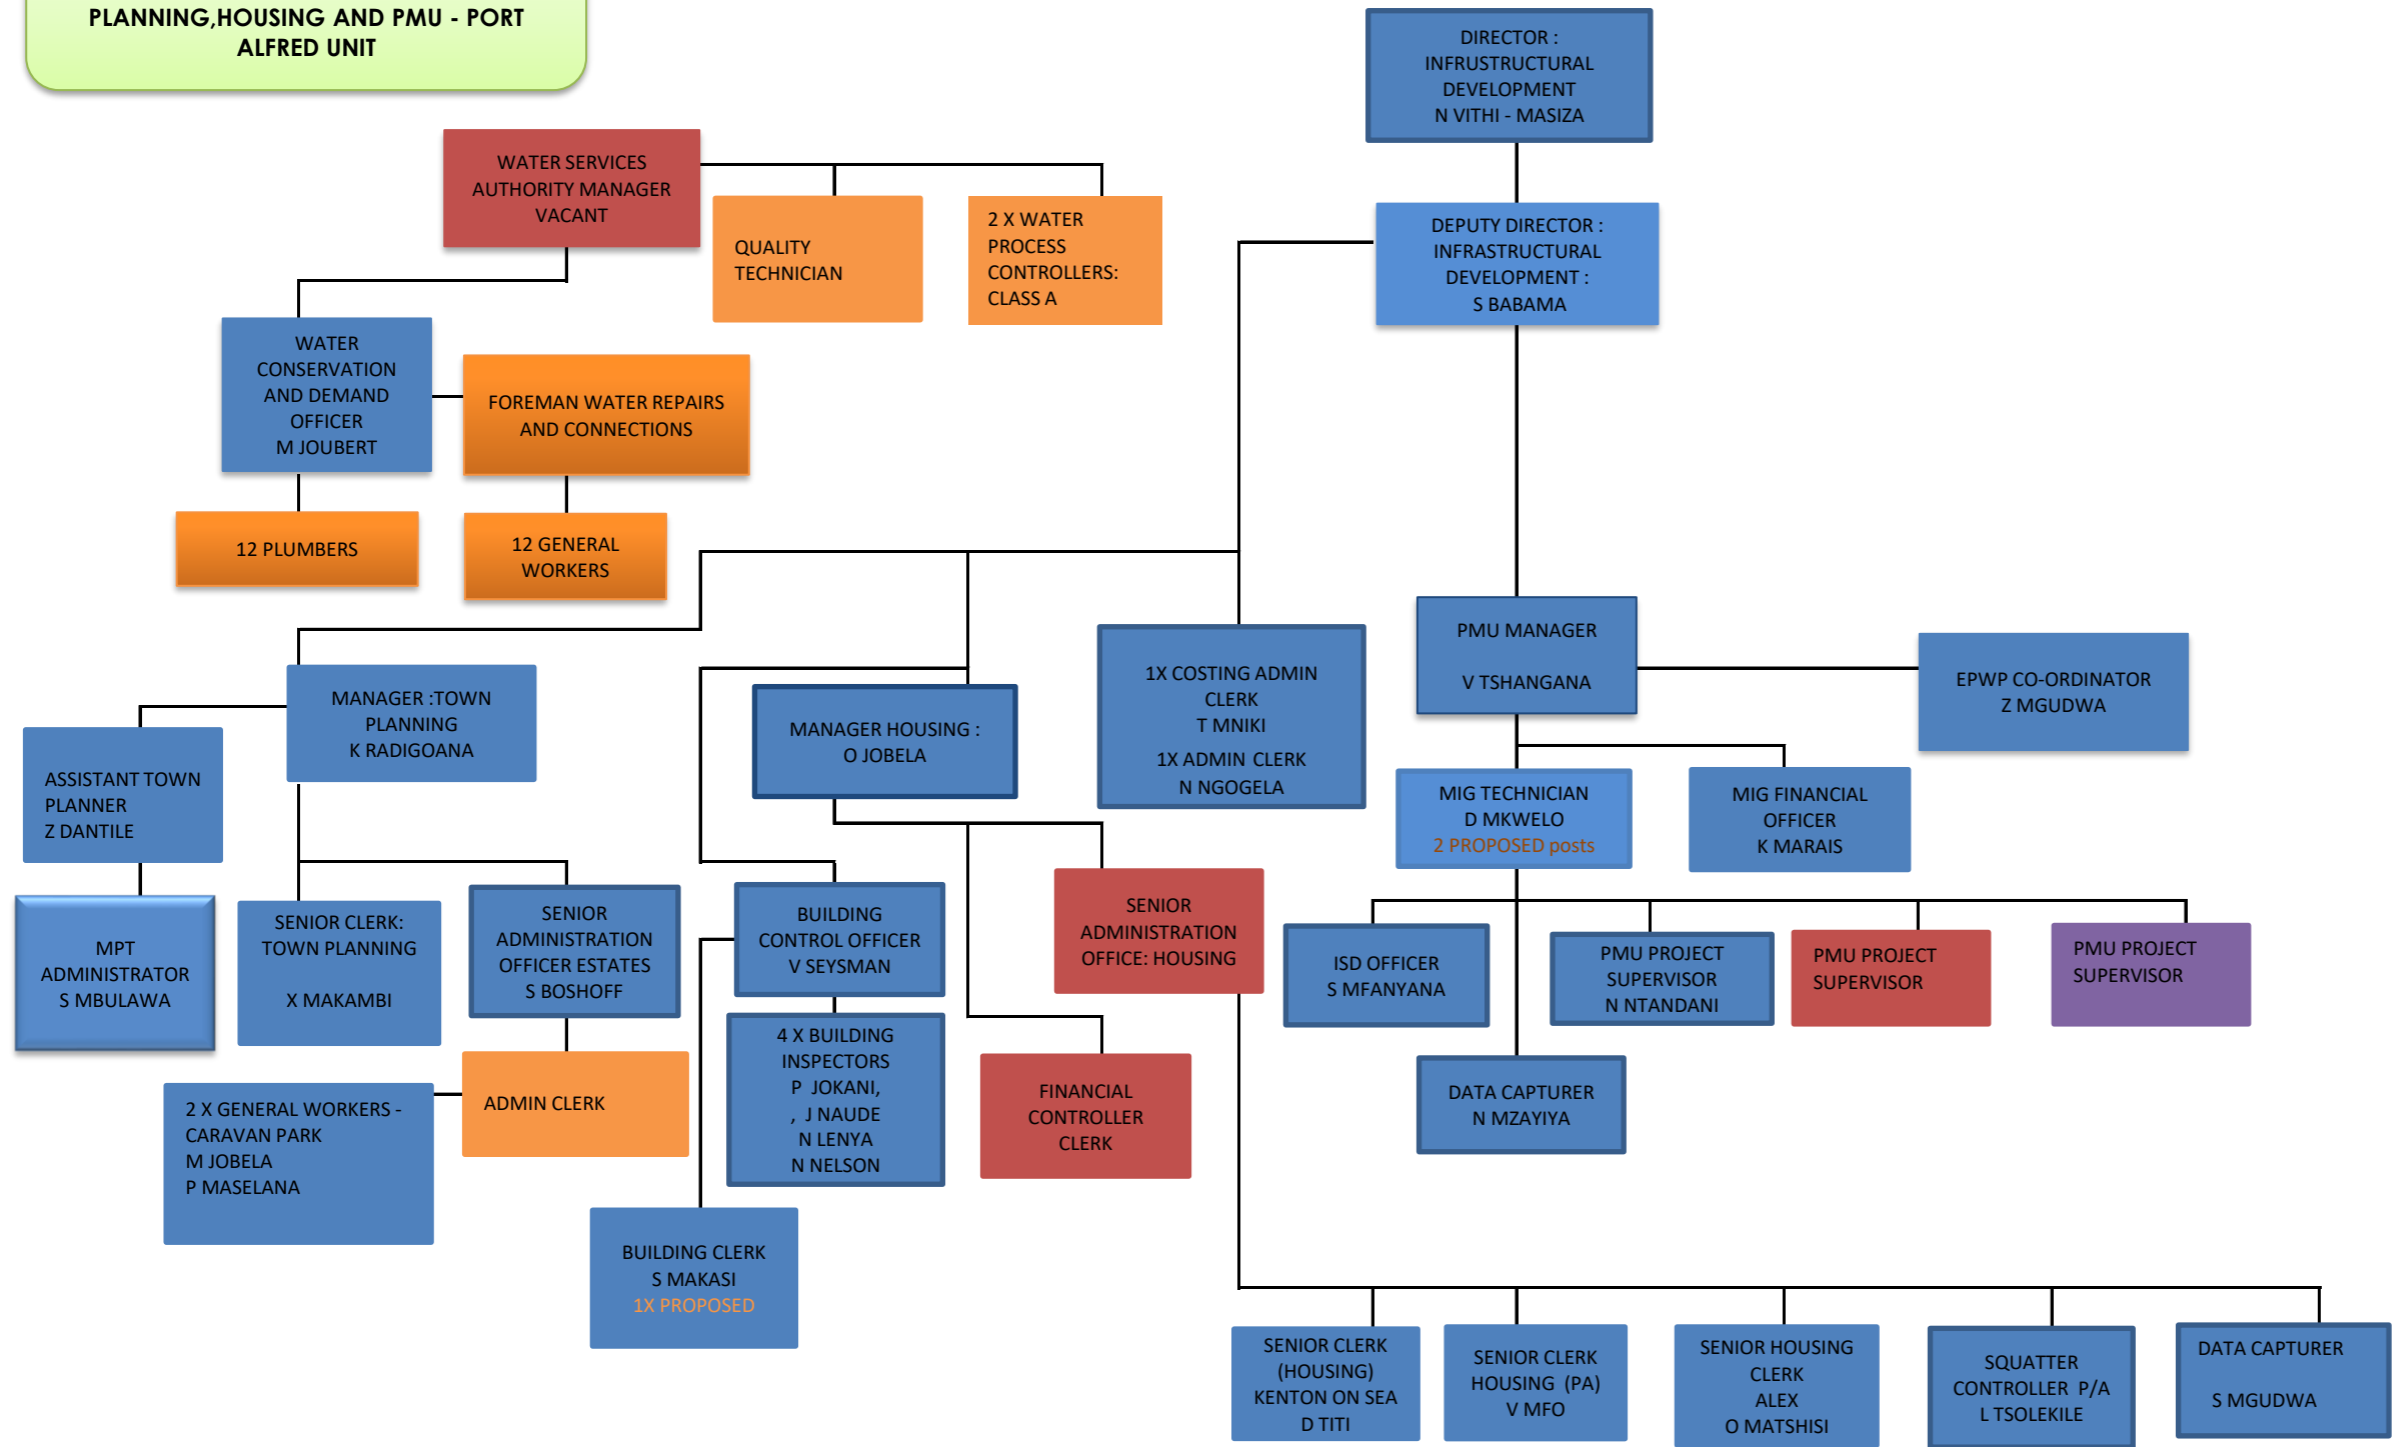 PLANNING,HOUSING AND PMU - PORT
ALFRED UNIT
DIRECTOR :
INFRUSTRUCTURAL
DEVELOPMENT
N VITHI - MASIZA
WATER SERVICES
AUTHORITY MANAGER
VACANT
QUALITY
TECHNICIAN
2 X WATER
PROCESS
CONTROLLERS:
CLASS A
DEPUTY DIRECTOR :
INFRASTRUCTURAL
DEVELOPMENT :
S BABAMA
WATER
CONSERVATION
AND DEMAND
OFFICER
M JOUBERT
FOREMAN WATER REPAIRS
AND CONNECTIONS
12 PLUMBERS
12 GENERAL
WORKERS
PMU MANAGER
V TSHANGANA
EPWP CO-ORDINATOR
Z MGUDWA
MANAGER :TOWN
PLANNING
K RADIGOANA
MANAGER HOUSING :
O JOBELA
1X COSTING ADMIN
CLERK
T MNIKI
1X ADMIN CLERK
N NGOGELA
ASSISTANT TOWN
PLANNER
Z DANTILE
MIG TECHNICIAN
D MKWELO
2 PROPOSED posts
MIG FINANCIAL
OFFICER
K MARAIS
MPT
ADMINISTRATOR
S MBULAWA
SENIOR CLERK:
TOWN PLANNING
X MAKAMBI
SENIOR
ADMINISTRATION
OFFICER ESTATES
S BOSHOFF
BUILDING
CONTROL OFFICER
V SEYSMAN
SENIOR
ADMINISTRATION
OFFICE: HOUSING
ISD OFFICER
S MFANYANA
PMU PROJECT
SUPERVISOR
N NTANDANI
PMU PROJECT
SUPERVISOR
PMU PROJECT
SUPERVISOR
2 X GENERAL WORKERS -
CARAVAN PARK
M JOBELA
P MASELANA
ADMIN CLERK
4 X BUILDING
INSPECTORS
P  JOKANI,
,  J NAUDE
N LENYA
N NELSON
FINANCIAL
CONTROLLER
CLERK
DATA CAPTURER
N MZAYIYA
BUILDING CLERK
S MAKASI
1X PROPOSED
SENIOR CLERK
(HOUSING)
KENTON ON SEA
D TITI
SENIOR CLERK
HOUSING  (PA)
V MFO
SENIOR HOUSING
CLERK
ALEX
O MATSHISI
SQUATTER
CONTROLLER  P/A
L TSOLEKILE
DATA CAPTURER
S MGUDWA